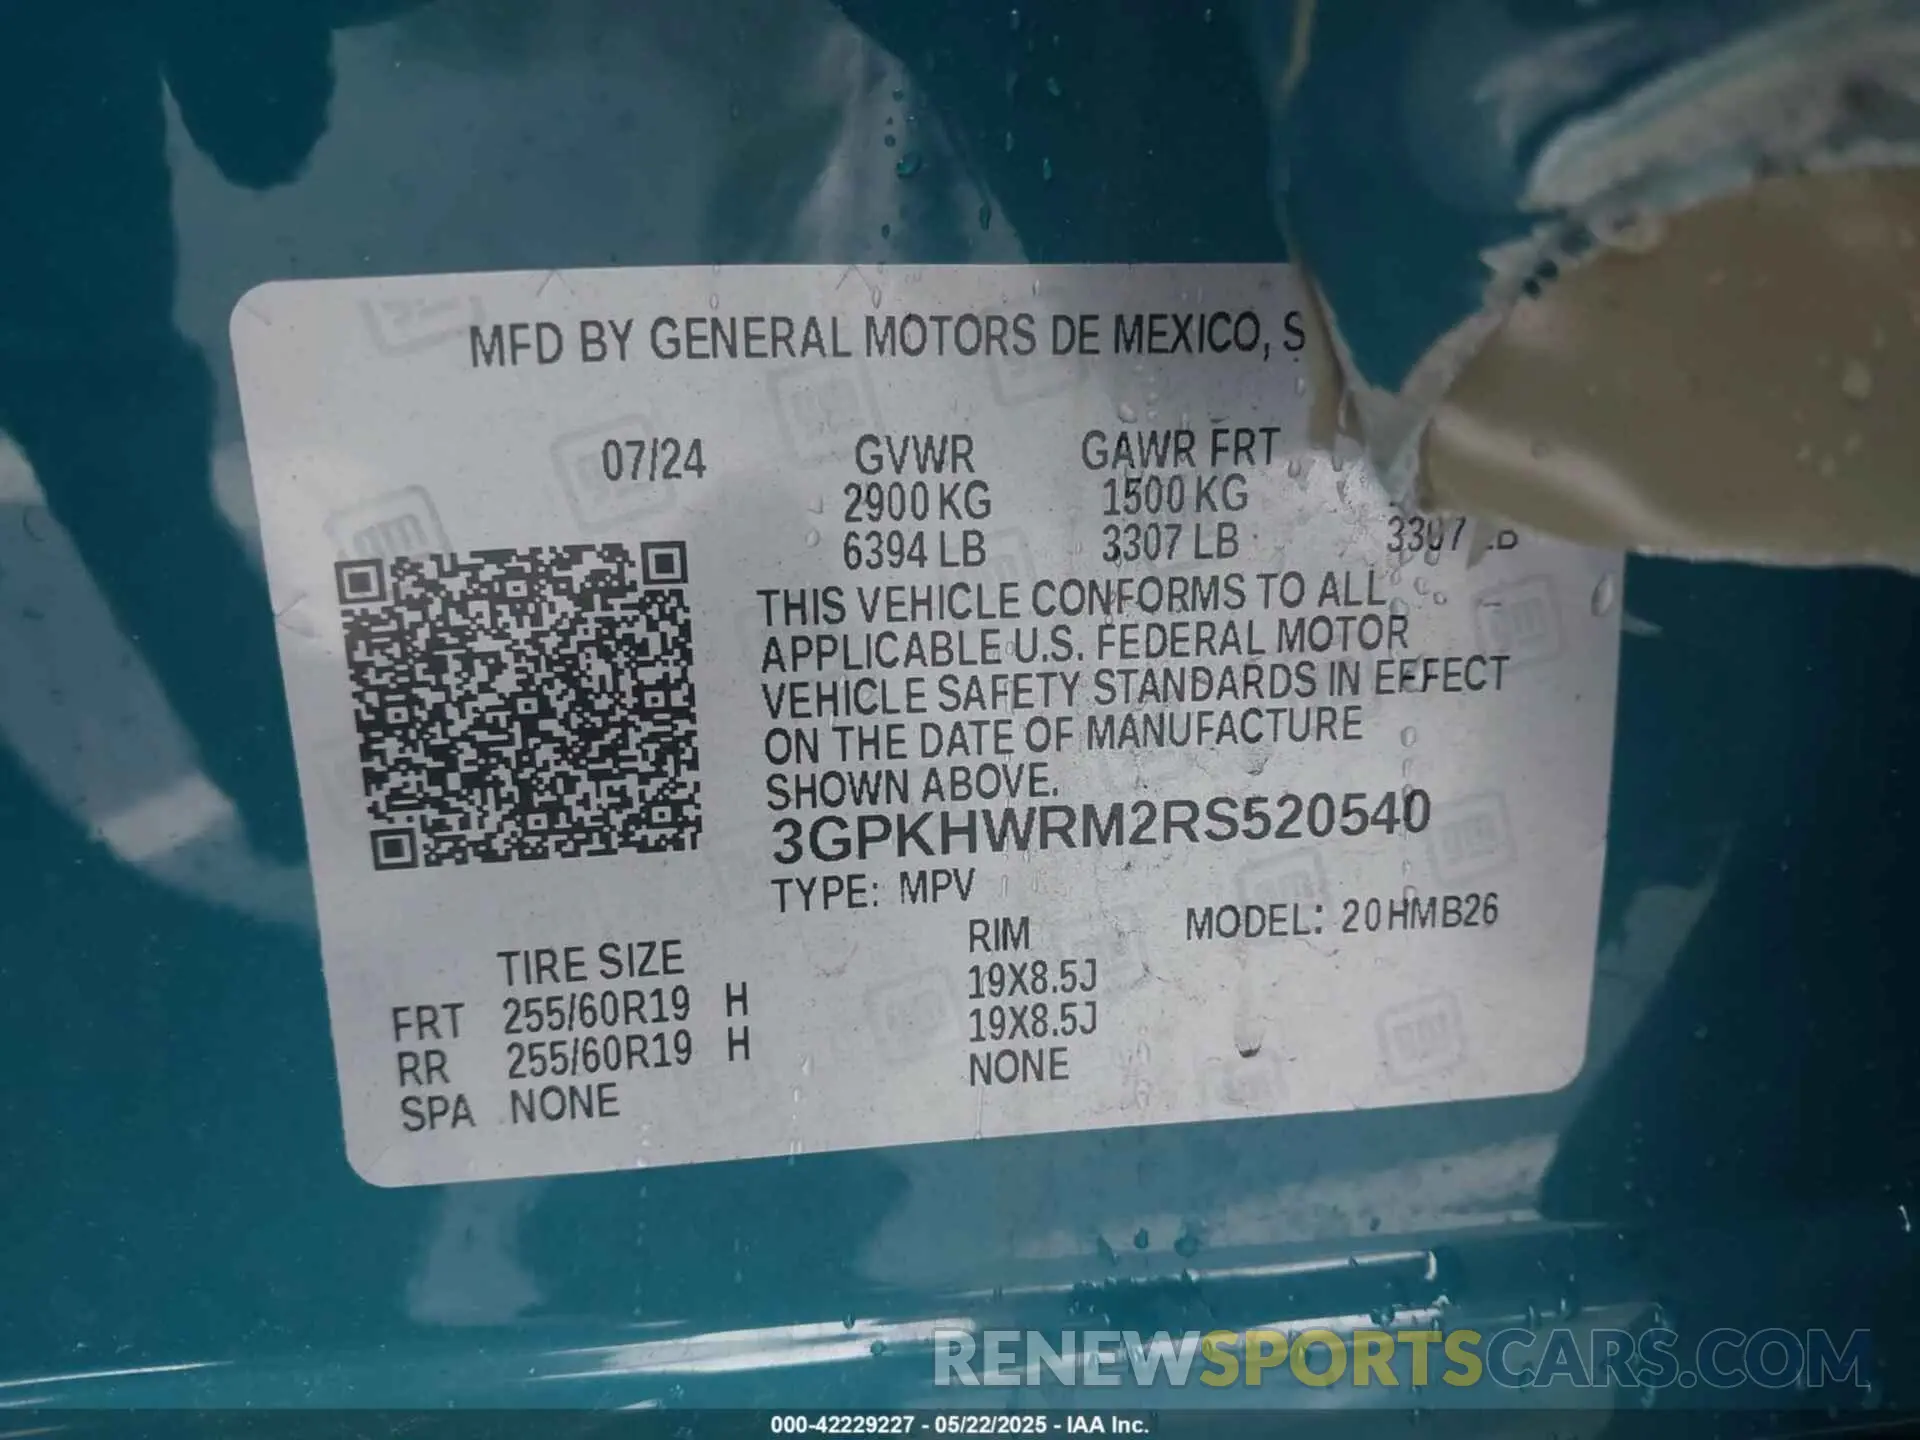 MFD BY GENERAL MOTORS DE MEXICO, S
07/24 GVWR GAWR FRT
2900 KG 1500 KG
6394 LB 3307 LB 3307 LB
THIS VEHICLE CONFORMS TO ALL
APPLICABLE U.S. FEDERAL MOTOR
VEHICLE SAFETY STANDARDS IN EFFECT
ON THE DATE OF MANUFACTURE
SHOWN ABOVE.
3GPKHWRM2RS520540
TYPE: MPV MODEL: 20HMB26
TIRE SIZE RIM
FRT 255/60R19 H 19X8.5J
RR 255/60R19 H 19X8.5J
SPA NONE NONE
RENEWSPORTSCARS.COM
000-42229227 - 05/22/2025 - IAA Inc.